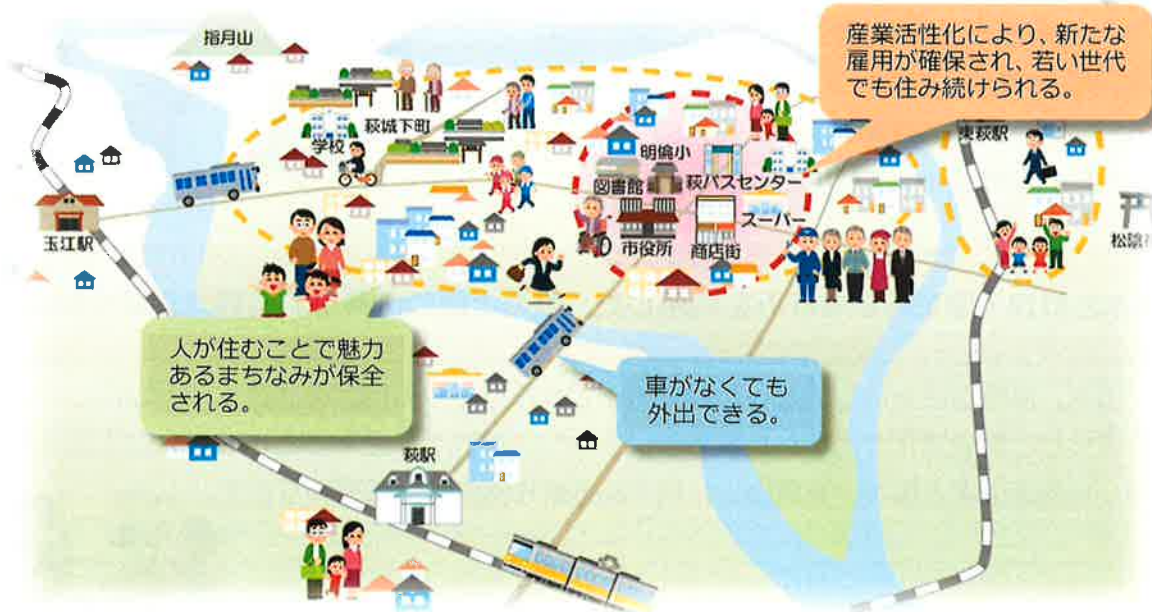 指月山
産業活性化により、新たな
雇用が確保され、若い世代
でも住み続けられる。
萩城下町
学校
明倫小
東萩駅
図書館
萩バスセンター
スーパー
市役所
商店街
玉江駅
松陰
人が住むことで魅力
あるまちなみが保全
される。
車がなくても
外出できる。
萩駅